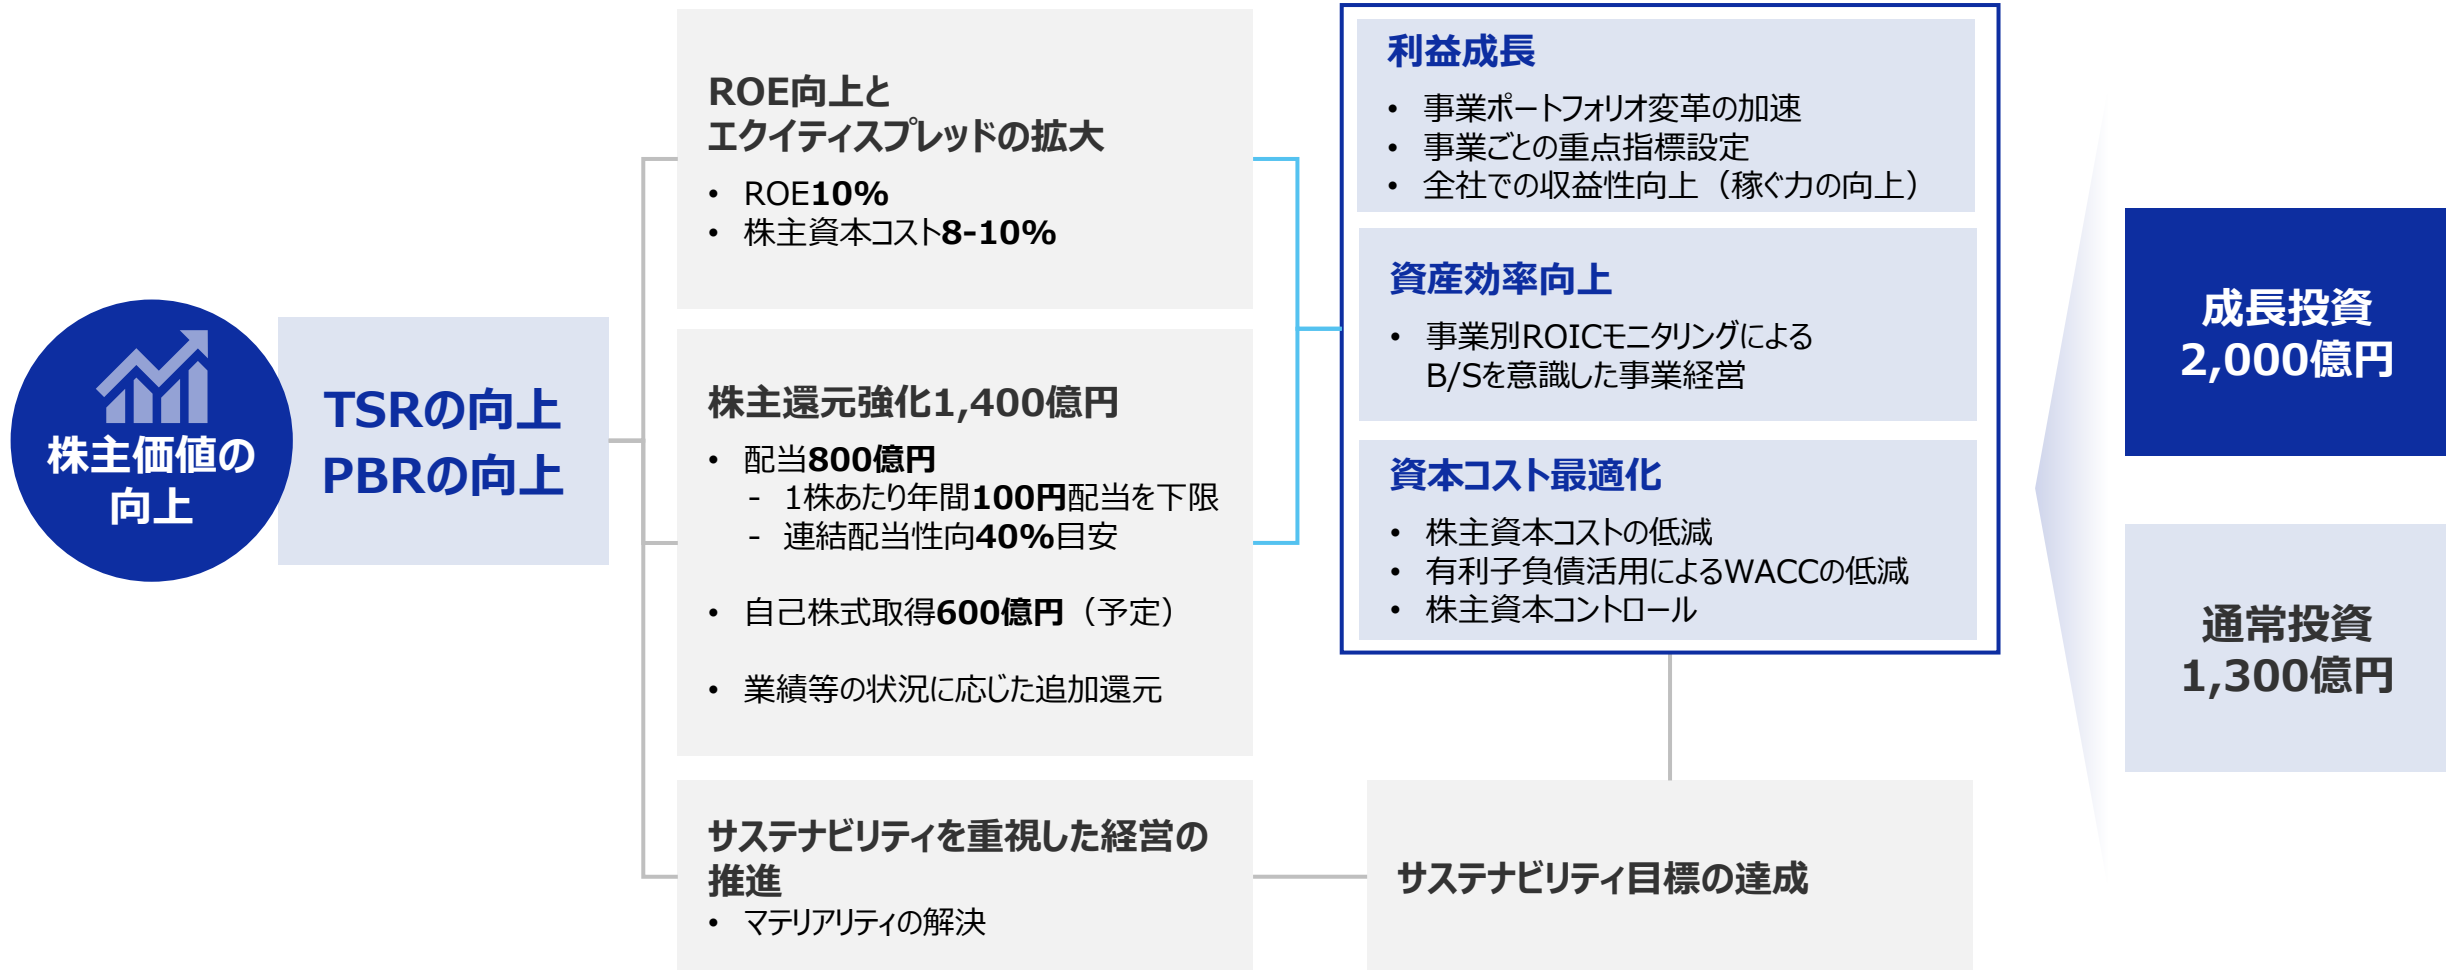 株主価値の
向上
TSRの向上
PBRの向上
ROE向上と
エクイティスプレッドの拡大
• ROE10%
• 株主資本コスト8-10%
株主還元強化1,400億円
• 配当800億円
- 1株あたり年間100円配当を下限
- 連結配当性向40%目安
• 自己株式取得600億円（予定）
• 業績等の状況に応じた追加還元
サステナビリティを重視した経営の
推進
• マテリアリティの解決
利益成長
• 事業ポートフォリオ変革の加速
• 事業ごとの重点指標設定
• 全社での収益性向上（稼ぐ力の向上）
資産効率向上
• 事業別ROICモニタリングによる
B/Sを意識した事業経営
資本コスト最適化
• 株主資本コストの低減
• 有利子負債活用によるWACCの低減
• 株主資本コントロール
サステナビリティ目標の達成
成長投資
2,000億円
通常投資
1,300億円